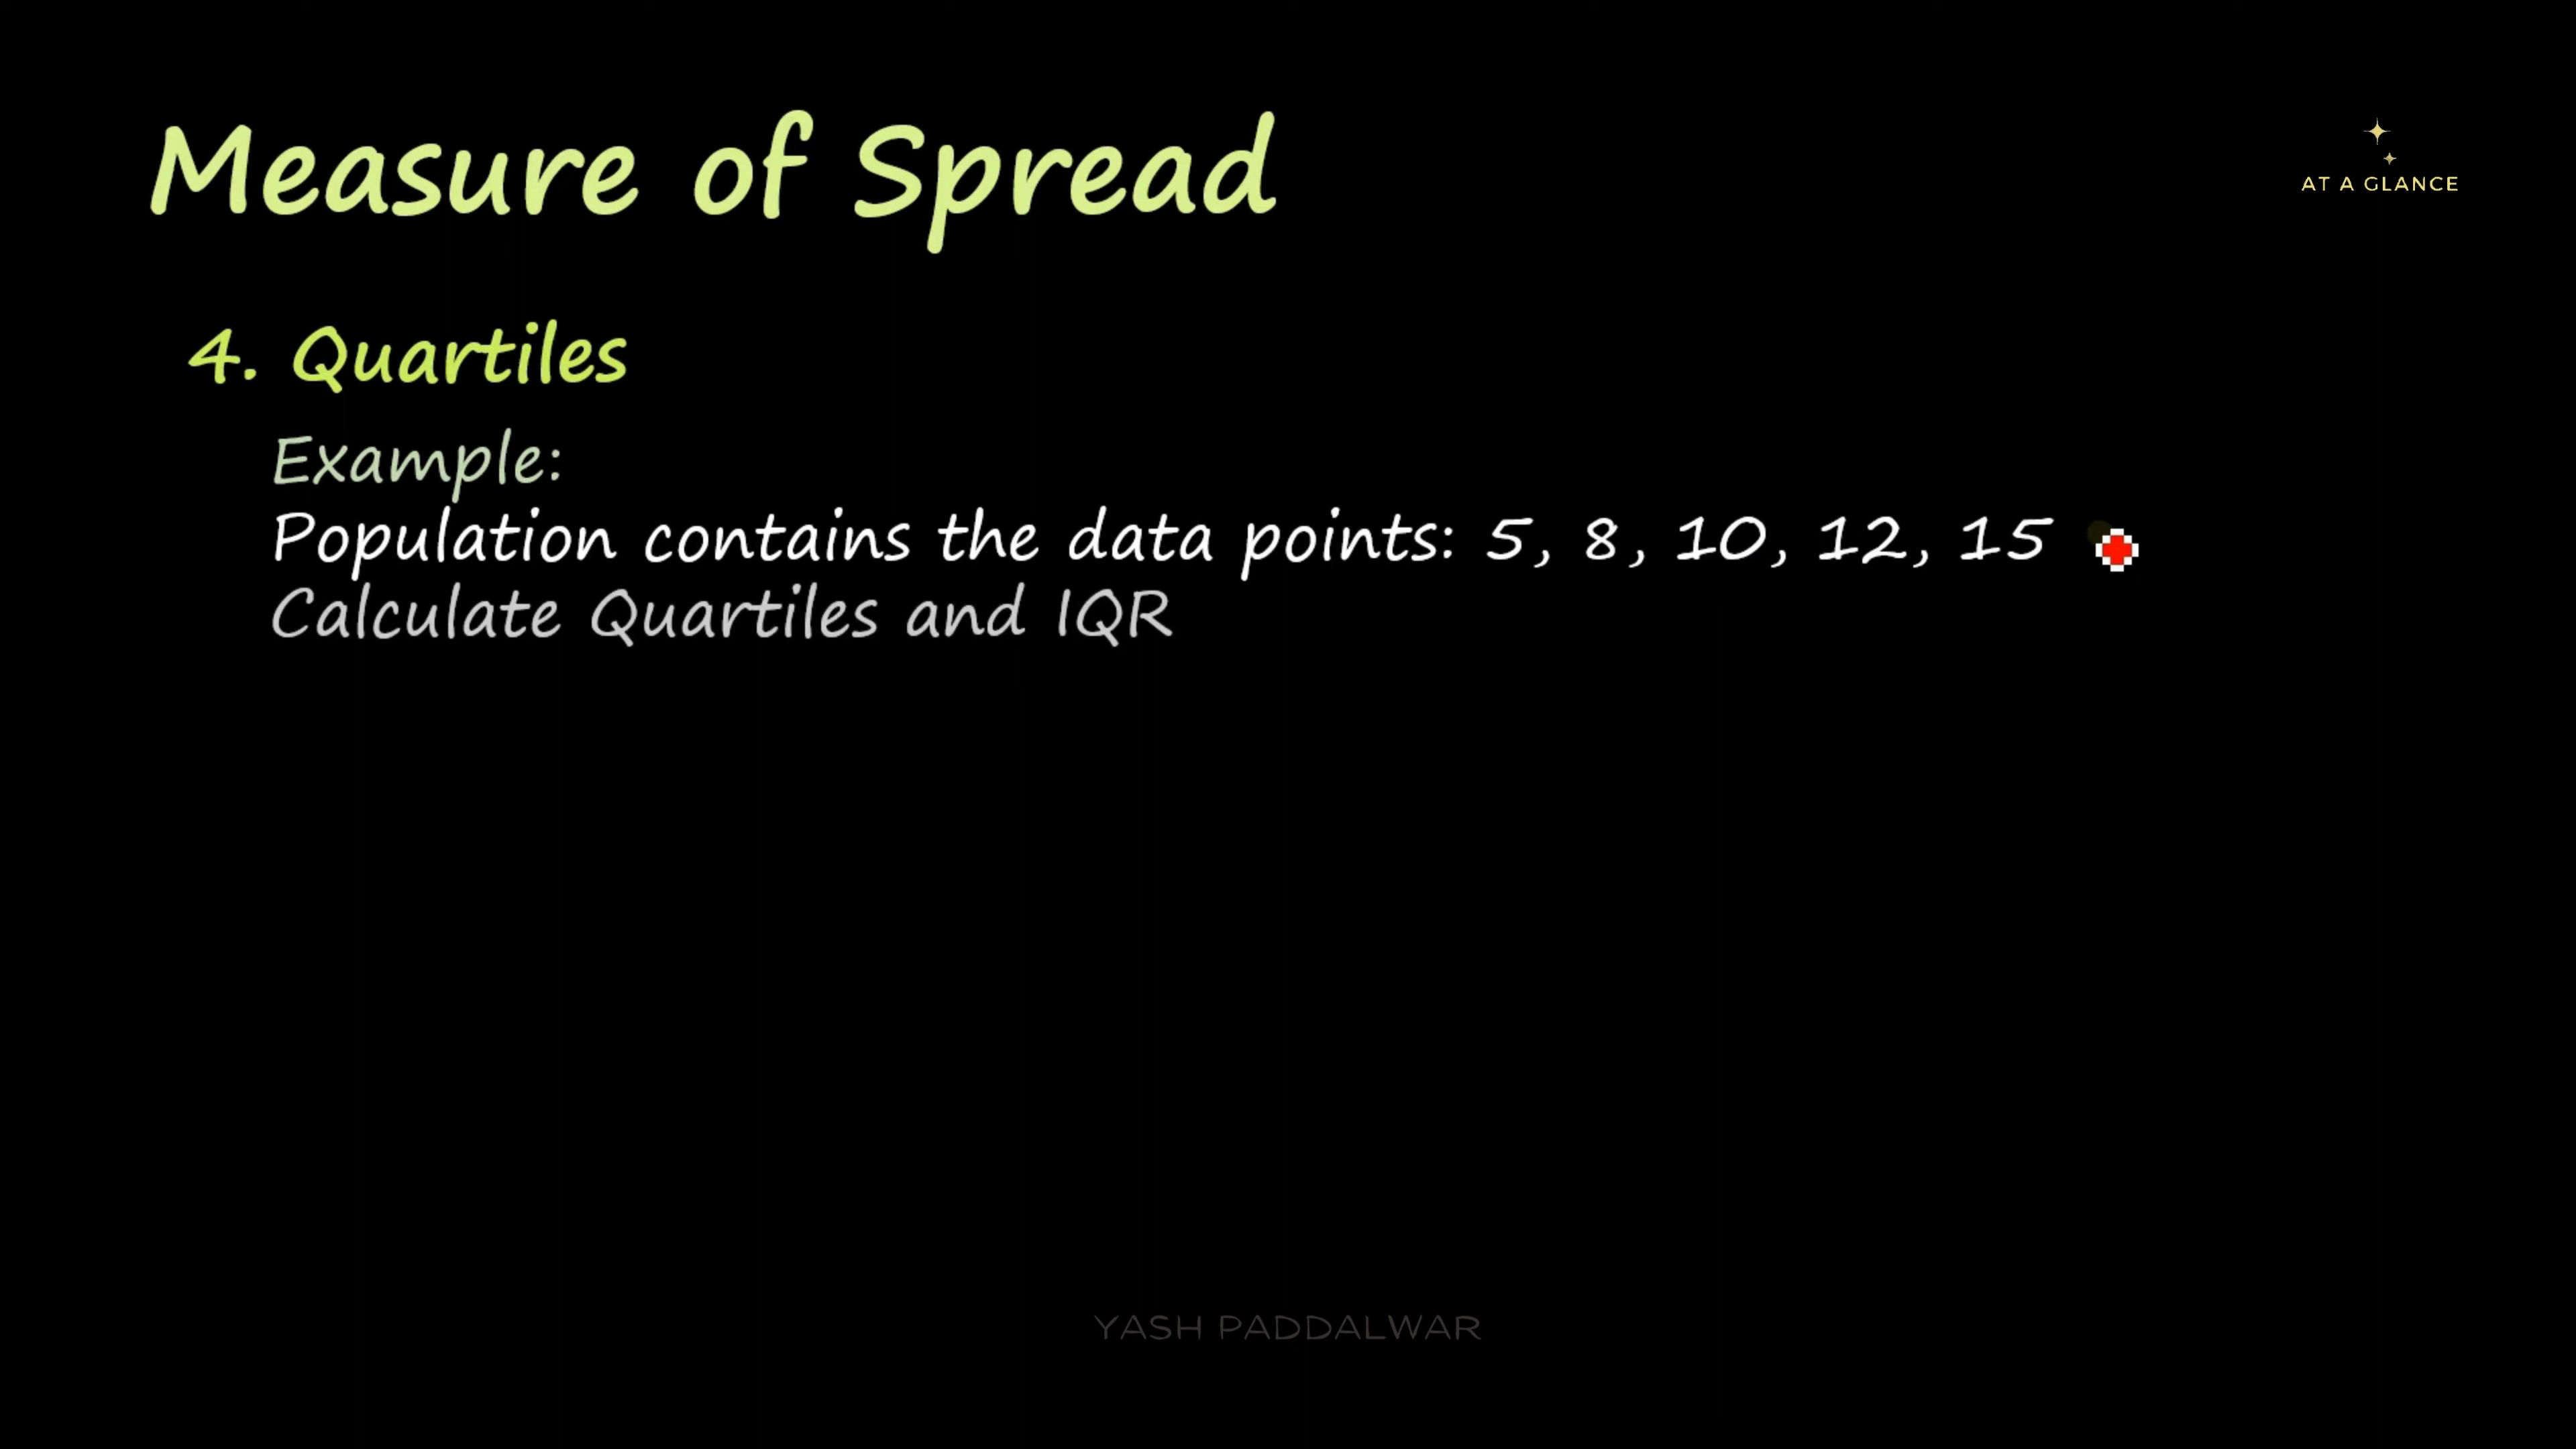 Measure of Spread
AT A GLANCE
4. Quartiles
Example:
Population contains the data points: 5, 8, 10, 12, 15
Calculate Quartiles and IQR
YASH PADDALWAR